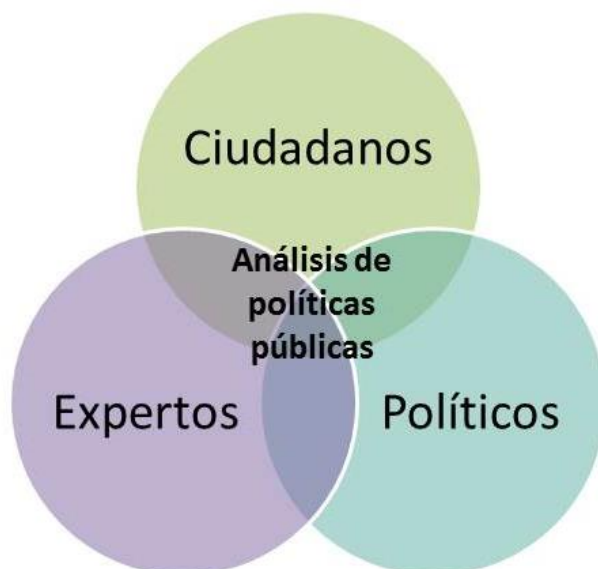 Ciudadanos
Análisis de
políticas
públicas
Expertos
Políticos